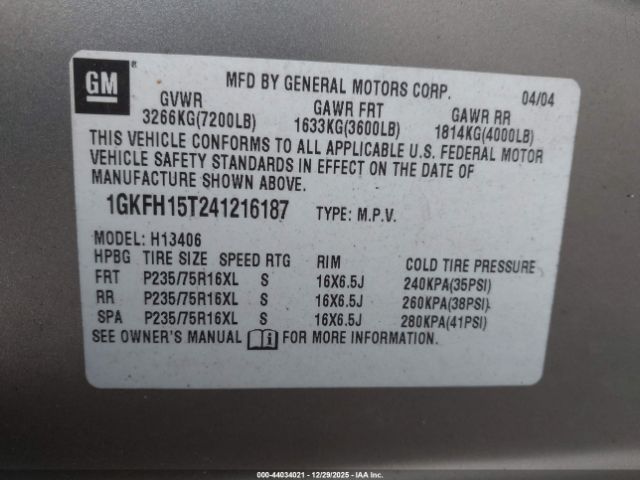 GM ®
MFD BY GENERAL MOTORS CORP. 04/04
GVWR GAWR FRT GAWR RR
3266KG(7200LB) 1633KG(3600LB) 1814KG(4000LB)
THIS VEHICLE CONFORMS TO ALL APPLICABLE U.S. FEDERAL MOTOR
VEHICLE SAFETY STANDARDS IN EFFECT ON THE DATE OF
MANUFACTURE SHOWN ABOVE.
1GKFH15T241216187 TYPE: M.P.V.
MODEL: H13406
HPBG TIRE SIZE SPEED RTG RIM COLD TIRE PRESSURE
FRT P235/75R16XL S 16X6.5J 240KPA(35PSI)
RR P235/75R16XL S 16X6.5J 260KPA(38PSI)
SPA P235/75R16XL S 16X6.5J 280KPA(41PSI)
SEE OWNER'S MANUAL i FOR MORE INFORMATION.
000-44034021 - 12/29/2025 - IAAI.COM